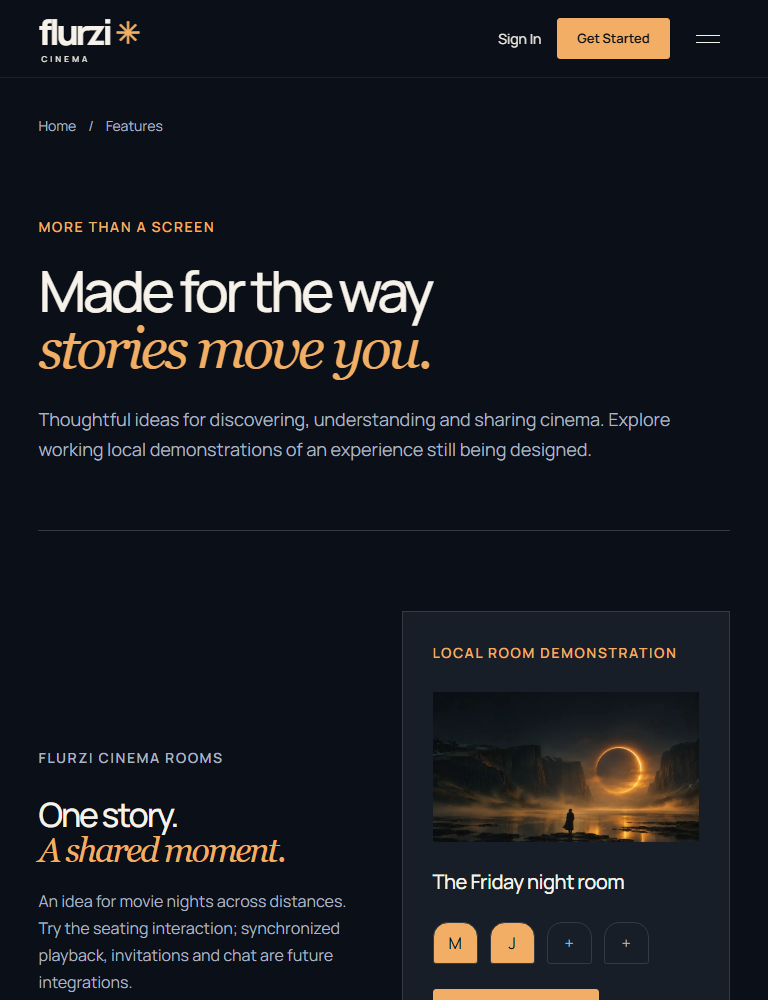 flurzi
CINEMA
Sign In
Get Started
Home / Features
MORE THAN A SCREEN
Made for the way
stories move you.
Thoughtful ideas for discovering, understanding and sharing cinema. Explore
working local demonstrations of an experience still being designed.
FLURZI CINEMA ROOMS
One story.
A shared moment.
An idea for movie nights across distances.
Try the seating interaction; synchronized
playback, invitations and chat are future
integrations.
LOCAL ROOM DEMONSTRATION
The Friday night room
M J + +